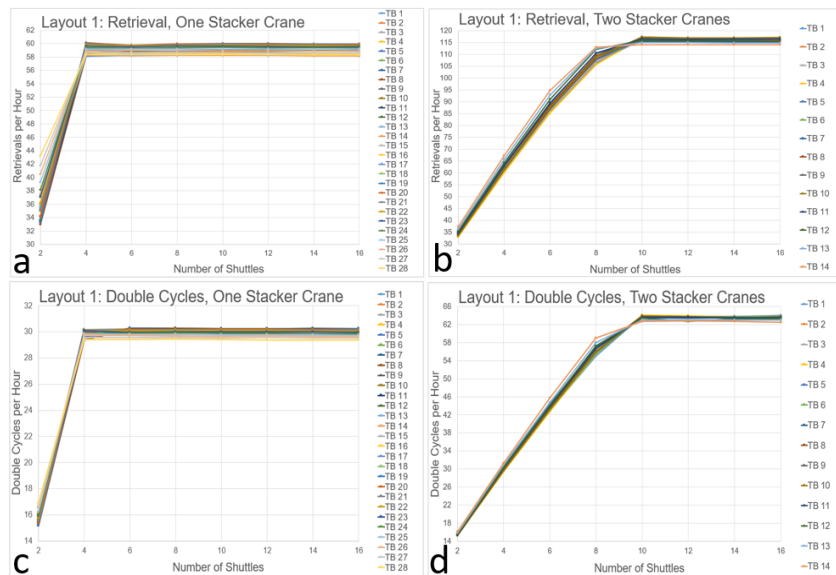 Layout 1: Retrieval, One Stacker Crane
Retrievals per Hour
62
60
58
56
54
52
50
48
46
44
42
40
38
36
34
32
30
2 4 6 8 10 12 14 16
Number of Shuttles
TB 1
TB 2
TB 3
TB 4
TB 5
TB 6
TB 7
TB 8
TB 9
TB 10
TB 11
TB 12
TB 13
TB 14
TB 15
TB 16
TB 17
TB 18
TB 19
TB 20
TB 21
TB 22
TB 23
TB 24
TB 25
TB 26
TB 27
TB 28
a
Layout 1: Retrieval, Two Stacker Cranes
Retrievals per Hour
120
115
110
105
100
95
90
85
80
75
70
65
60
55
50
45
40
35
30
2 4 6 8 10 12 14 16
Number of Shuttles
TB 1
TB 2
TB 3
TB 4
TB 5
TB 6
TB 7
TB 8
TB 9
TB 10
TB 11
TB 12
TB 13
TB 14
b
Layout 1: Double Cycles, One Stacker Crane
Double Cycles per Hour
32
30
28
26
24
22
20
18
16
14
2 4 6 8 10 12 14 16
Number of Shuttles
TB 1
TB 2
TB 3
TB 4
TB 5
TB 6
TB 7
TB 8
TB 9
TB 10
TB 11
TB 12
TB 13
TB 14
TB 15
TB 16
TB 17
TB 18
TB 19
TB 20
TB 21
TB 22
TB 23
TB 24
TB 25
TB 26
TB 27
TB 28
c
Layout 1: Double Cycles, Two Stacker Cranes
Double Cycles per Hour
66
62
58
54
50
46
42
38
34
30
26
22
18
14
2 4 6 8 10 12 14 16
Number of Shuttles
TB 1
TB 2
TB 3
TB 4
TB 5
TB 6
TB 7
TB 8
TB 9
TB 10
TB 11
TB 12
TB 13
TB 14
d